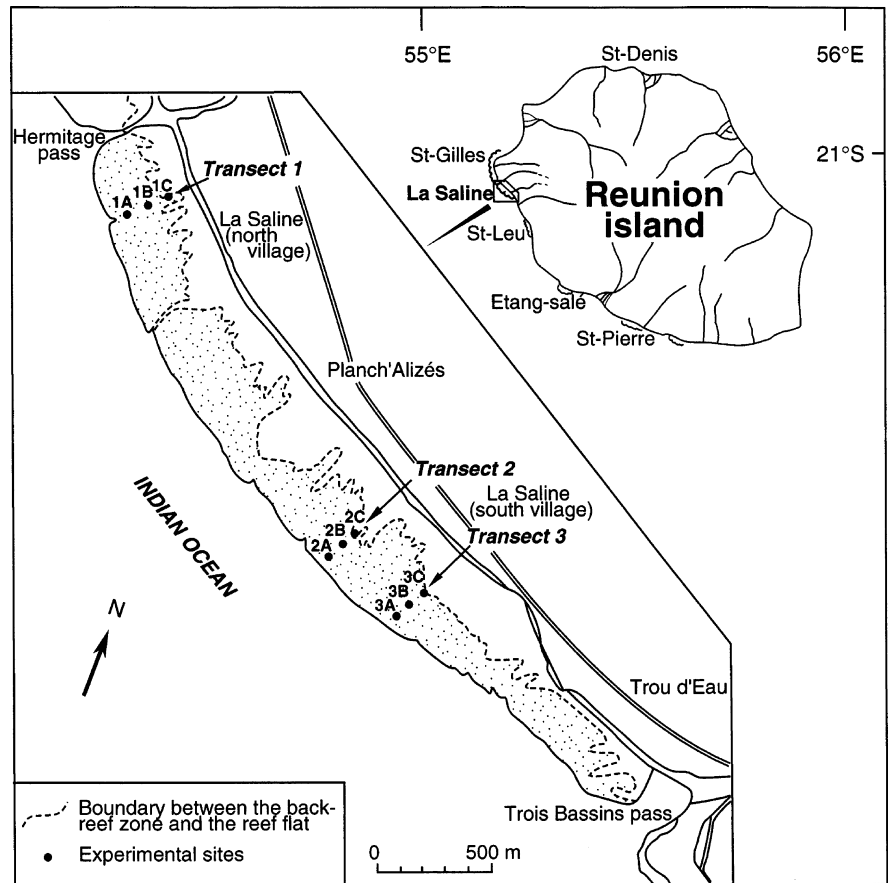 55°E
56°E
St-Denis
Hermitage
pass
21°S
St-Gilles
Transect 1
1C
1B
1A
La Saline
Reunion
island
La Saline
(north
village)
St-Leu
Etang-salé
St-Pierre
Planch'Alizés
Transect 2
INDIAN OCEAN
La Saline
(south village)
2C
2B
2A
Transect 3
3C
3B
3A
N
Trou d'Eau
Trois Bassins pass
Boundary between the back-
reef zone and the reef flat
Experimental sites
0 500 m